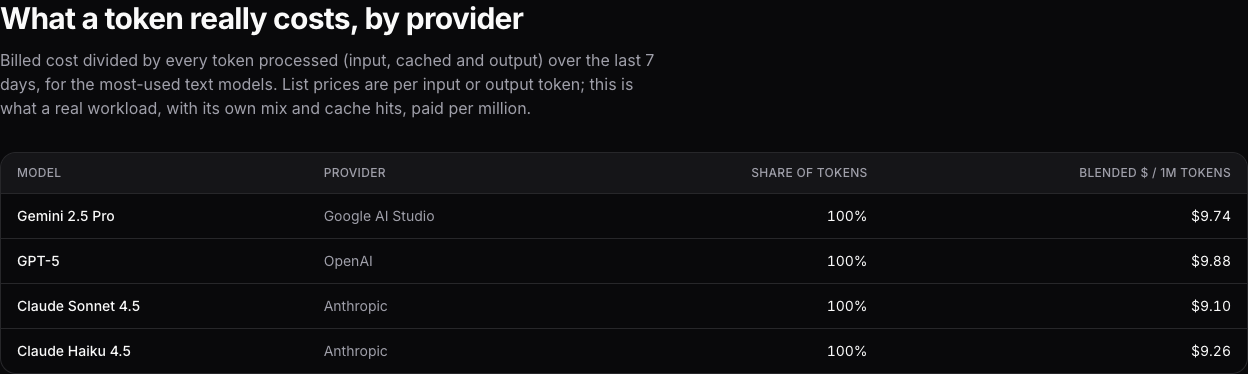 What a token really costs, by provider
Billed cost divided by every token processed (input, cached and output) over the last 7
days, for the most-used text models. List prices are per input or output token; this is
what a real workload, with its own mix and cache hits, paid per million.
MODEL PROVIDER SHARE OF TOKENS BLENDED $ / 1M TOKENS
Gemini 2.5 Pro Google AI Studio 100% $9.74
GPT-5 OpenAI 100% $9.88
Claude Sonnet 4.5 Anthropic 100% $9.10
Claude Haiku 4.5 Anthropic 100% $9.26